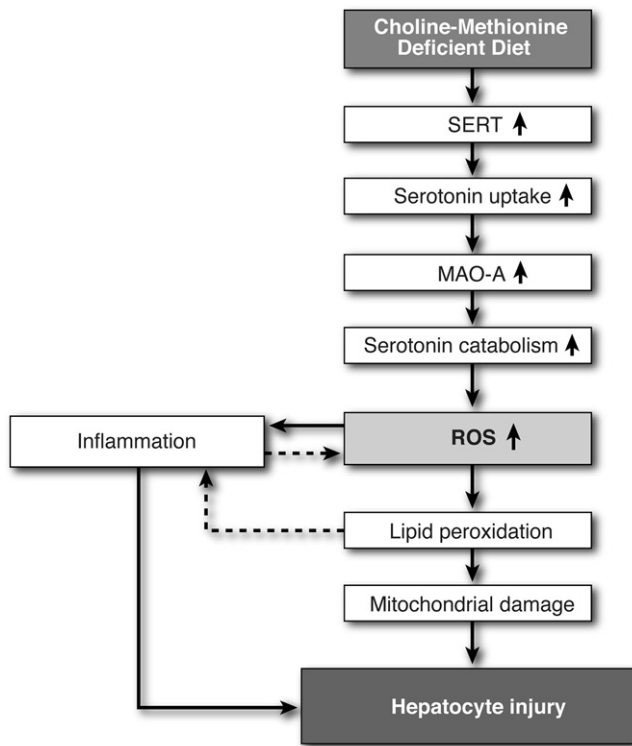 Choline-Methionine
Deficient Diet
SERT
Serotonin uptake
MAO-A
Serotonin catabolism
Inflammation
ROS
Lipid peroxidation
Mitochondrial damage
Hepatocyte injury